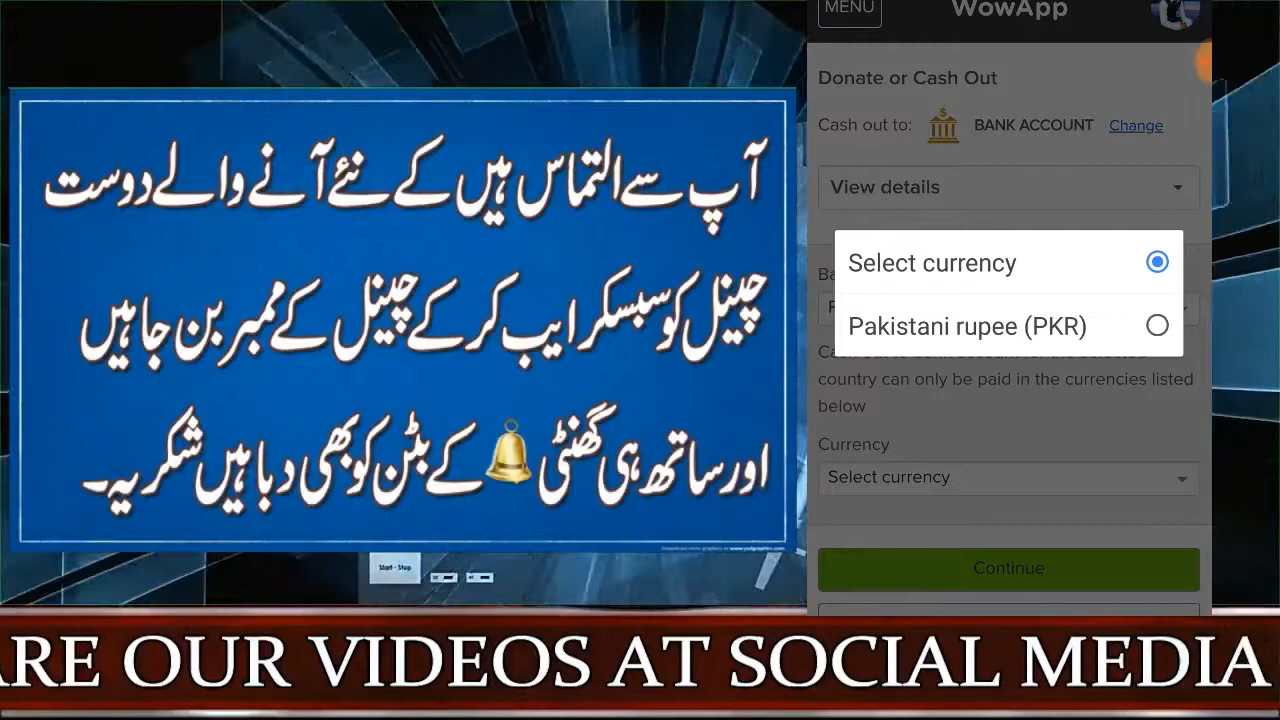 آپ سے التماس ہیں کے نئے آنے والے دوست
چینل کو سبسکرایب کر کے چینل کے ممبر بن جاہیں
اور ساتھ ہی گھنٹی 🔔 کے بٹن کو بھی دباہیں شکریہ۔
Start - Stop
MENU
WowApp
Donate or Cash Out
Cash out to: BANK ACCOUNT Change
View details
Select currency
Pakistani rupee (PKR)
country can only be paid in the currencies listed
below
Currency
Select currency
Continue
ARE OUR VIDEOS AT SOCIAL MEDIA